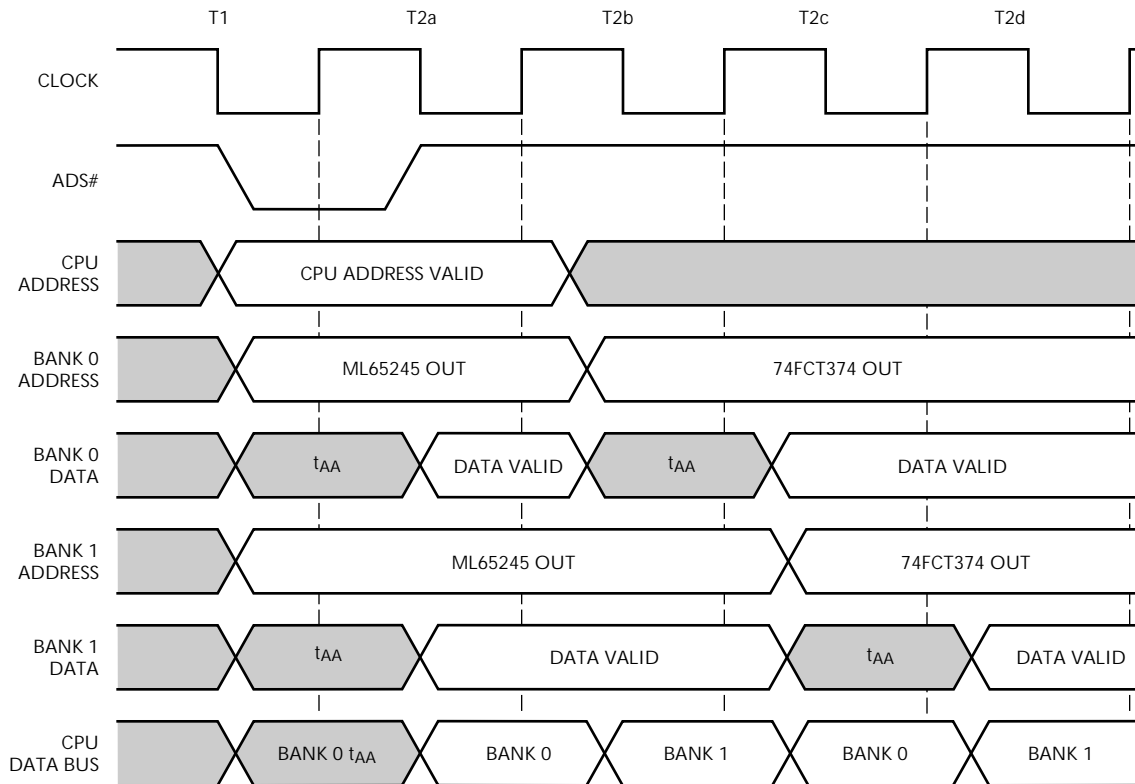 T1 T2a T2b T2c T2d
CLOCK
ADS#
CPU
ADDRESS
CPU ADDRESS VALID
BANK 0
ADDRESS
ML65245 OUT 74FCT374 OUT
BANK 0
DATA
tAA DATA VALID tAA DATA VALID
BANK 1
ADDRESS
ML65245 OUT 74FCT374 OUT
BANK 1
DATA
tAA DATA VALID tAA DATA VALID
CPU
DATA BUS
BANK 0 tAA BANK 0 BANK 1 BANK 0 BANK 1